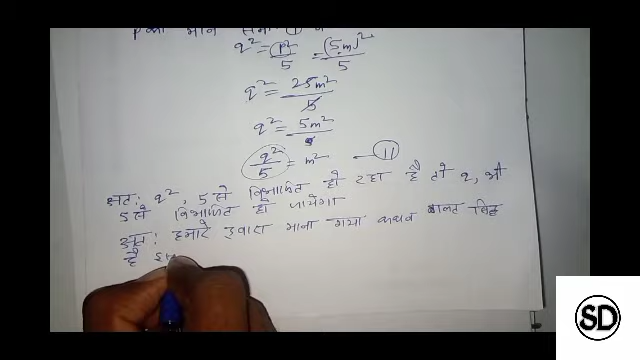 q² = p²/5 = (5m)²/5
q² = 25m²/5
q² = 5m²
q²/5 = m² — 11
अतः q², 5 से विभाजित हो रहा है तो q, भी
5 से विभाजित हो जायेगा
अतः हमारे द्वारा माना गया कथन गलत सिद्ध
है
SD